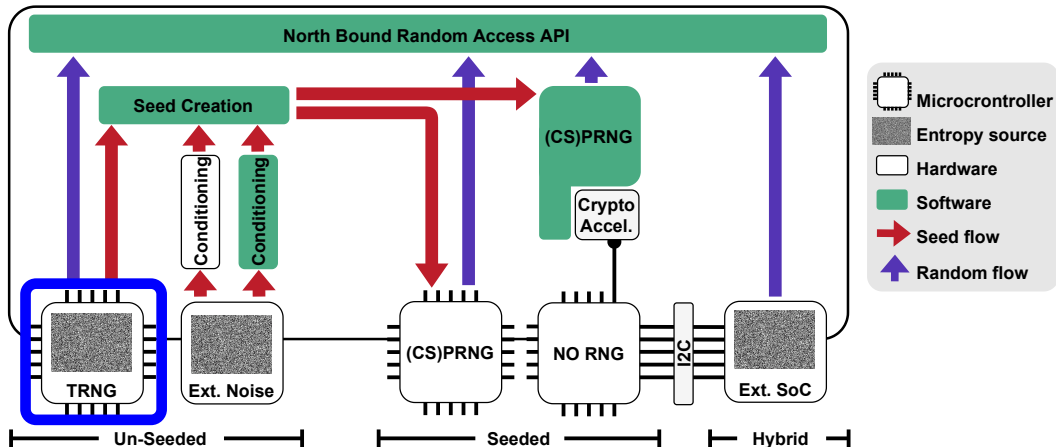 North Bound Random Access API
Seed Creation
(CS)PRNG
Conditioning
Conditioning
Crypto
Accel.
TRNG
Ext. Noise
(CS)PRNG
NO RNG
I2C
Ext. SoC
Un-Seeded
Seeded
Hybrid
Microcrontroller
Entropy source
Hardware
Software
Seed flow
Random flow